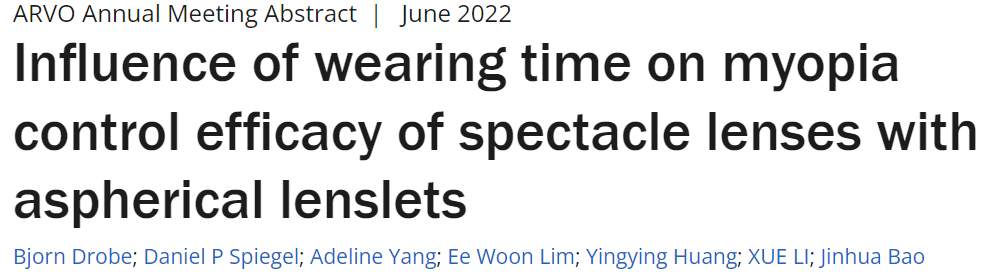 ARVO Annual Meeting Abstract | June 2022
Influence of wearing time on myopia
control efficacy of spectacle lenses with
aspherical lenslets
Bjorn Drobe; Daniel P Spiegel; Adeline Yang; Ee Woon Lim; Yingying Huang; XUE LI; Jinhua Bao